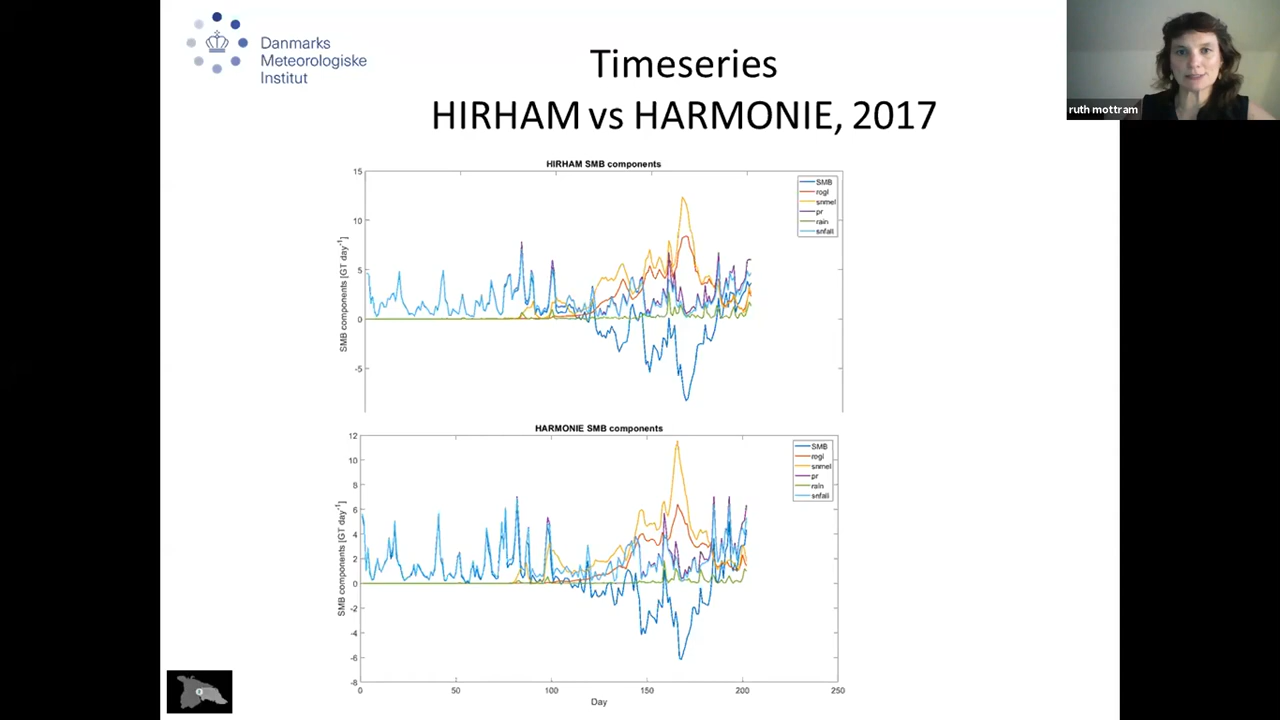 Danmarks
Meteorologiske
Institut
Timeseries
HIRHAM vs HARMONIE, 2017
ruth mottram
HIRHAM SMB components
15
10
5
0
-5
SMB components [GT day-1]
SMB
rogl
snmel
pr
rain
snfall
HARMONIE SMB components
12
10
8
6
4
2
0
-2
-4
-6
-8
SMB components [GT day-1]
SMB
rogl
snmel
pr
rain
snfall
0 50 100 150 200 250
Day